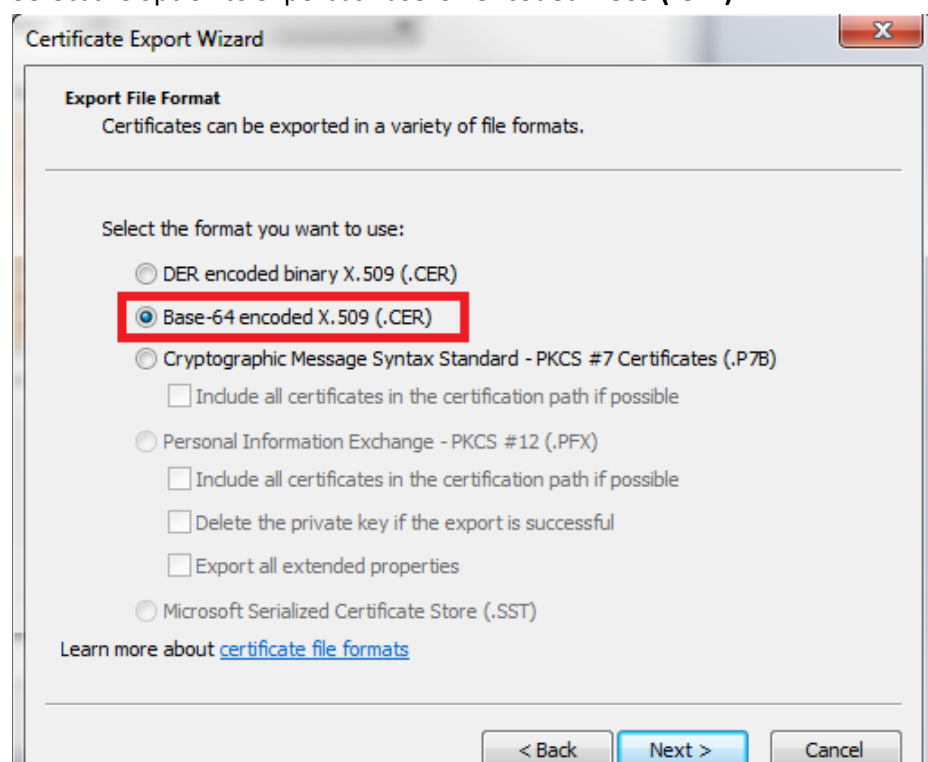 Certificate Export Wizard
Export File Format
Certificates can be exported in a variety of file formats.
Select the format you want to use:
DER encoded binary X.509 (.CER)
Base-64 encoded X.509 (.CER)
Cryptographic Message Syntax Standard - PKCS #7 Certificates (.P7B)
Include all certificates in the certification path if possible
Personal Information Exchange - PKCS #12 (.PFX)
Include all certificates in the certification path if possible
Delete the private key if the export is successful
Export all extended properties
Microsoft Serialized Certificate Store (.SST)
Learn more about certificate file formats
< Back Next > Cancel